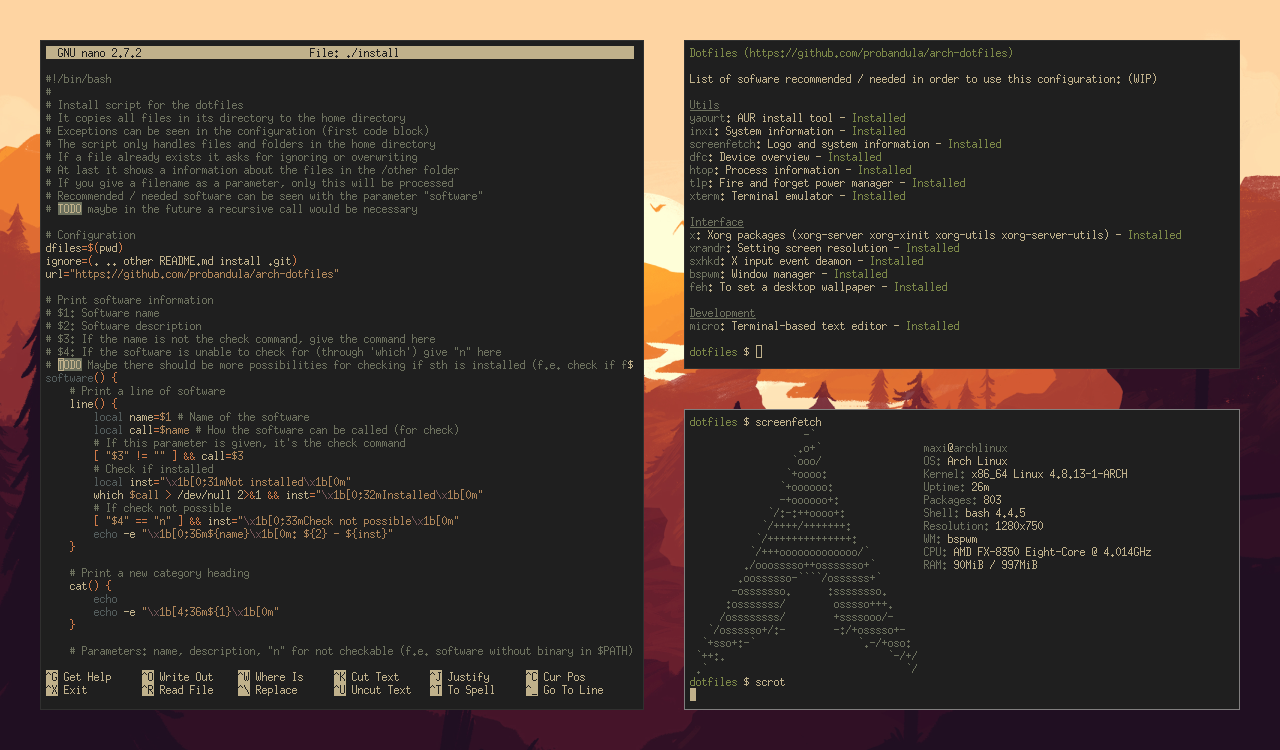 GNU nano 2.7.2 File: ./install
#!/bin/bash
#
# Install script for the dotfiles
# It copies all files in its directory to the home directory
# Exceptions can be seen in the configuration (first code block)
# The script only handles files and folders in the home directory
# If a file already exists it asks for ignoring or overwriting
# At last it shows a information about the files in the /other folder
# If you give a filename as a parameter, only this will be processed
# Recommended / needed software can be seen with the parameter "software"
# TODO maybe in the future a recursive call would be necessary
# Configuration
dfiles=$(pwd)
ignore=(. .. other README.md install .git)
url="https://github.com/probandula/arch-dotfiles"
# Print software information
# $1: Software name
# $2: Software description
# $3: If the name is not the check command, give the command here
# $4: If the software is unable to check for (through 'which') give "n" here
# TODO Maybe there should be more possibilities for checking if sth is installed (f.e. check if f$
software() {
# Print a line of software
line() {
local name=$1 # Name of the software
local call=$name # How the software can be called (for check)
# If this parameter is given, it's the check command
[ "$3" != "" ] && call=$3
# Check if installed
local inst="\x1b[0;31mNot installed\x1b[0m"
which $call > /dev/null 2>&1 && inst="\x1b[0;32mInstalled\x1b[0m"
# If check not possible
[ "$4" == "n" ] && inst="\x1b[0;33mCheck not possible\x1b[0m"
echo -e "\x1b[0;36m${name}\x1b[0m: ${2} - ${inst}"
}
# Print a new category heading
cat() {
echo
echo -e "\x1b[4;36m${1}\x1b[0m"
}
# Parameters: name, description, "n" for not checkable (f.e. software without binary in $PATH)
^G Get Help ^O Write Out ^W Where Is ^K Cut Text ^J Justify ^C Cur Pos
^X Exit ^R Read File ^\ Replace ^U Uncut Text ^T To Spell ^_ Go To Line
Dotfiles (https://github.com/probandula/arch-dotfiles)
List of sofware recommended / needed in order to use this configuration: (WIP)
Utils
yaourt: AUR install tool - Installed
inxi: System information - Installed
screenfetch: Logo and system information - Installed
dfc: Device overview - Installed
htop: Process information - Installed
tlp: Fire and forget power manager - Installed
xterm: Terminal emulator - Installed
Interface
x: Xorg packages (xorg-server xorg-xinit xorg-utils xorg-server-utils) - Installed
xrandr: Setting screen resolution - Installed
sxhkd: X input event deamon - Installed
bspwm: Window manager - Installed
feh: To set a desktop wallpaper - Installed
Development
micro: Terminal-based text editor - Installed
dotfiles $
dotfiles $ screenfetch
-`
.o+` maxi@archlinux
`ooo/ OS: Arch Linux
`+oooo: Kernel: x86_64 Linux 4.8.13-1-ARCH
`+oooooo: Uptime: 26m
-+oooooo+: Packages: 803
`/:-:++oooo+: Shell: bash 4.4.5
`/++++/+++++++: Resolution: 1280x750
`/++++++++++++++: WM: bspwm
`/+++ooooooooooooo/` CPU: AMD FX-8350 Eight-Core @ 4.014GHz
./ooosssso++osssssso+` RAM: 90MiB / 997MiB
.oossssso-````/ossssss+`
-osssssso. :ssssssso.
:osssssss/ osssso+++.
/ossssssss/ +ssssooo/-
`/ossssso+/:- -:/+osssso+-
`+sso+:-` `.-/+oso:
`++:. `-/+/
.` `/
dotfiles $ scrot